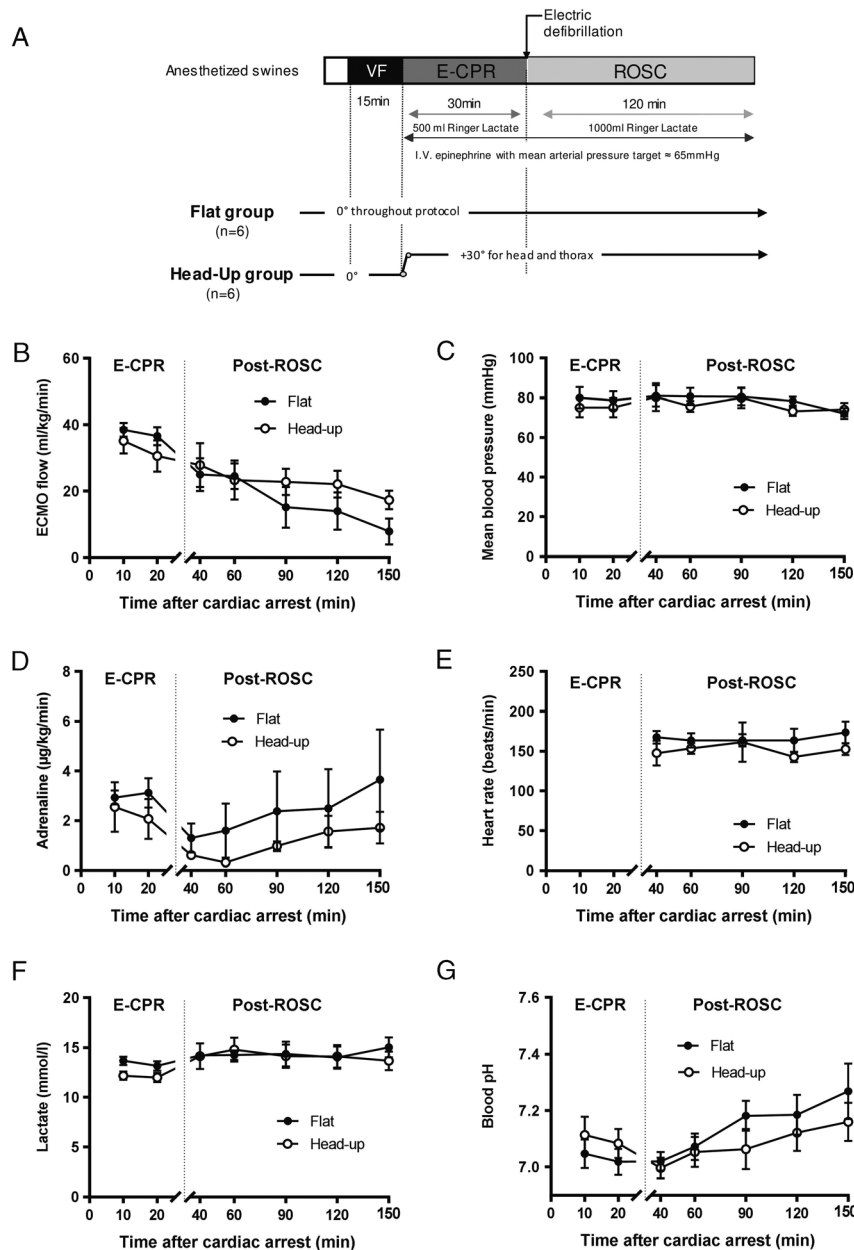 A
Electric
defibrillation
Anesthetized swines
VF
E-CPR
ROSC
15min
30min
120 min
500 ml Ringer Lactate
1000ml Ringer Lactate
I.V. epinephrine with mean arterial pressure target ≈ 65mmHg
Flat group
(n=6)
0° throughout protocol
Head-Up group
(n=6)
0°
+30° for head and thorax
B
E-CPR
Post-ROSC
Flat
Head-up
ECMO flow (ml/kg/min)
60
40
20
0
0 10 20 40 60 90 120 150
Time after cardiac arrest (min)
C
E-CPR
Post-ROSC
Flat
Head-up
Mean blood pressure (mmHg)
100
80
60
40
20
0
0 10 20 40 60 90 120 150
Time after cardiac arrest (min)
D
E-CPR
Post-ROSC
Flat
Head-up
Adrenaline (µg/kg/min)
8
6
4
2
0
0 10 20 40 60 90 120 150
Time after cardiac arrest (min)
E
E-CPR
Post-ROSC
Flat
Head-up
Heart rate (beats/min)
250
200
150
100
50
0
0 10 20 40 60 90 120 150
Time after cardiac arrest (min)
F
E-CPR
Post-ROSC
Flat
Head-up
Lactate (mmol/l)
20
15
10
5
0
0 10 20 40 60 90 120 150
Time after cardiac arrest (min)
G
E-CPR
Post-ROSC
Flat
Head-up
Blood pH
7.6
7.4
7.2
7.0
0 10 20 40 60 90 120 150
Time after cardiac arrest (min)